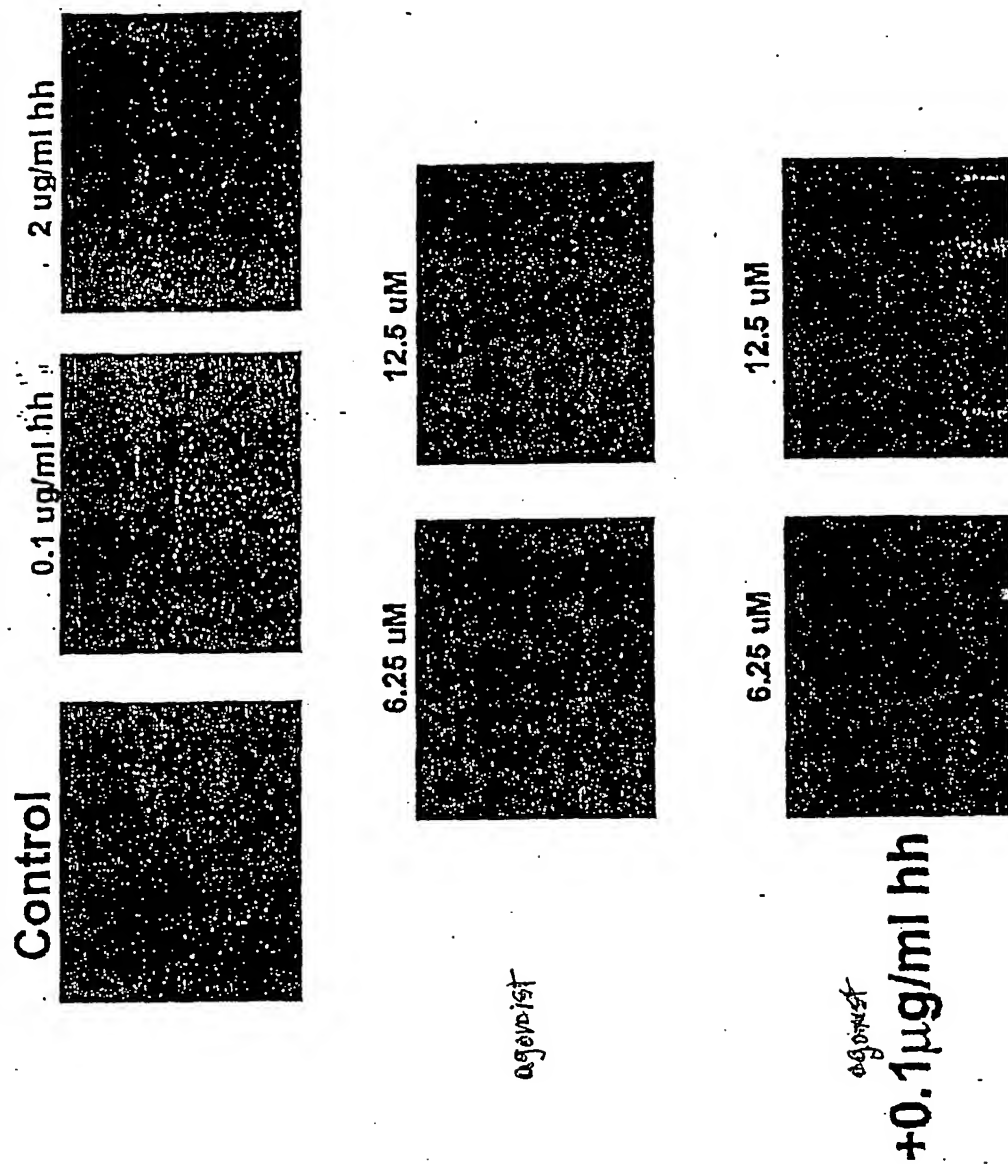 Control
0.1 ug/ml hh
2 ug/ml hh
agonist
6.25 uM
12.5 uM
agonist
+0.1µg/ml hh
6.25 uM
12.5 uM